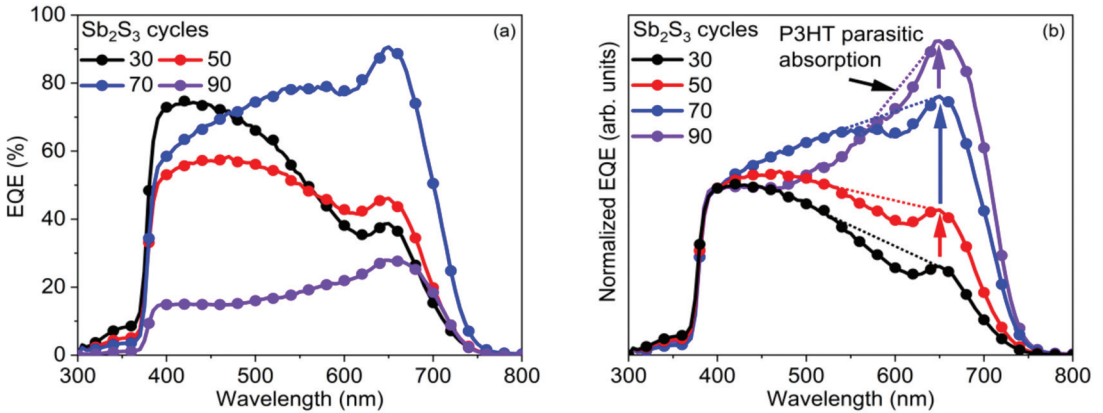 (a)
Sb₂S₃ cycles
30 50
70 90
EQE (%)
100
80
60
40
20
0
300 400 500 600 700 800
Wavelength (nm)
(b)
Sb₂S₃ cycles
30
50
70
90
P3HT parasitic
absorption
Normalized EQE (arb. units)
300 400 500 600 700 800
Wavelength (nm)